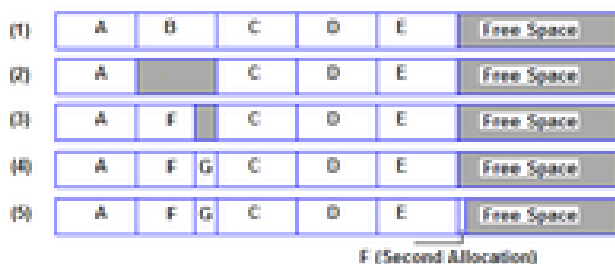 (1) A B C D E Free Space
(2) A C D E Free Space
(3) A F C D E Free Space
(4) A F G C D E Free Space
(5) A F G C D E Free Space
F (Second Allocation)